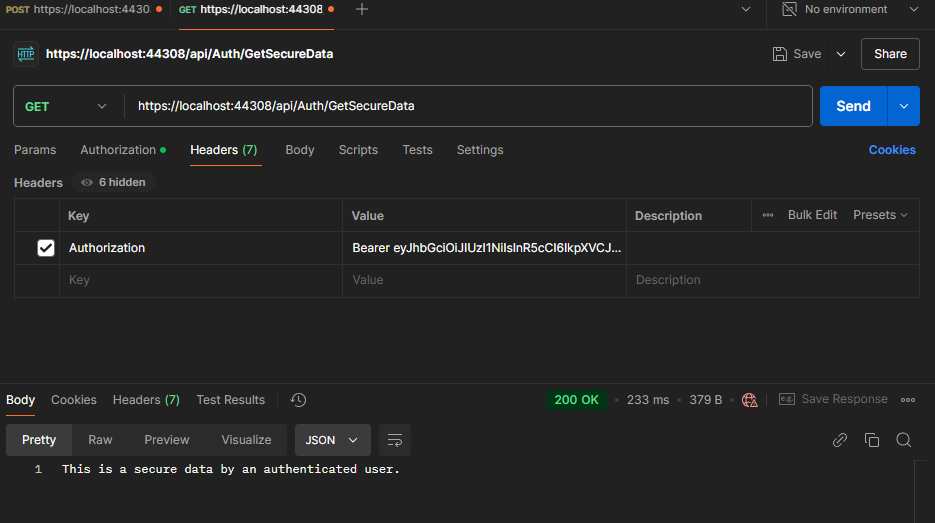 POST https://localhost:4430
GET https://localhost:44308
No environment
HTTP https://localhost:44308/api/Auth/GetSecureData
Save
Share
GET https://localhost:44308/api/Auth/GetSecureData
Send
Params Authorization Headers (7) Body Scripts Tests Settings Cookies
Headers 6 hidden
Key Value Description Bulk Edit Presets
Authorization Bearer eyJhbGciOiJIUzI1NiIsInR5cCI6IkpXVCJ...
Key Value Description
Body Cookies Headers (7) Test Results 200 OK 233 ms 379 B e.g. Save Response
Pretty Raw Preview Visualize JSON
1 This is a secure data by an authenticated user.